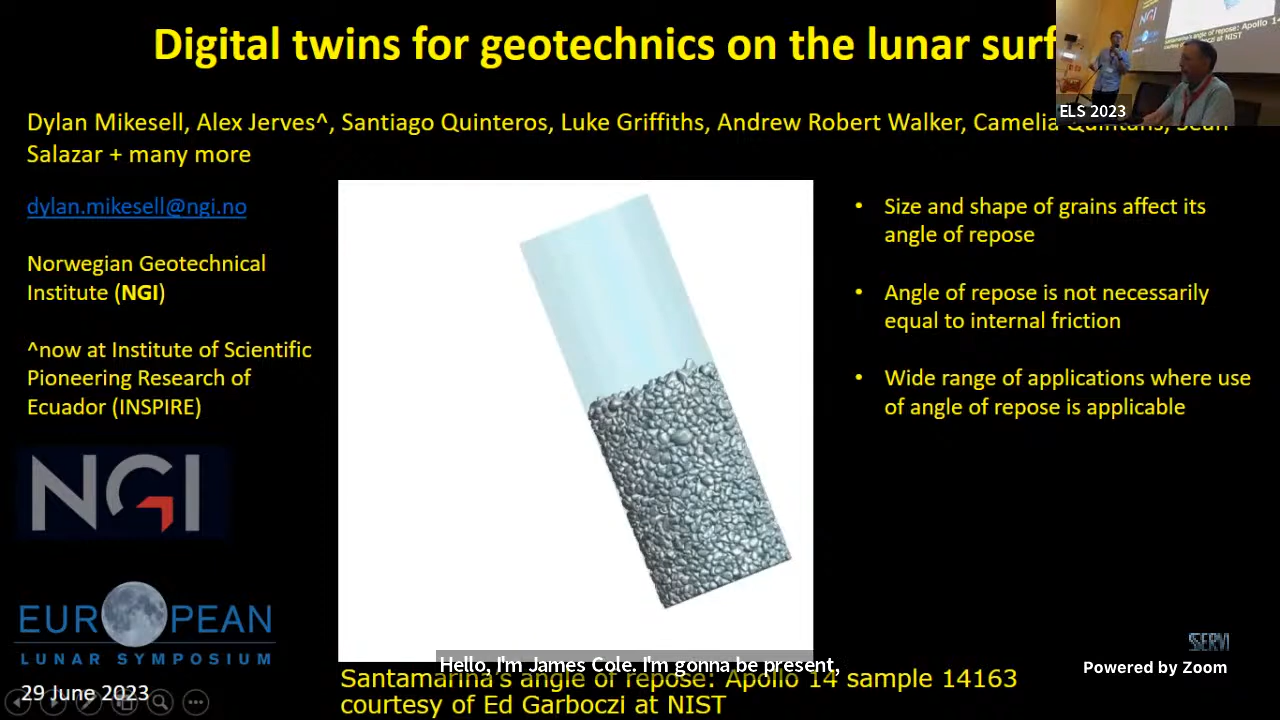 Digital twins for geotechnics on the lunar surf
Dylan Mikesell, Alex Jerves^, Santiago Quinteros, Luke Griffiths, Andrew Robert Walker, Camelia Quintans, Sean
Salazar + many more
dylan.mikesell@ngi.no
Norwegian Geotechnical
Institute (NGI)
^now at Institute of Scientific
Pioneering Research of
Ecuador (INSPIRE)
NGI
EUROPEAN
LUNAR SYMPOSIUM
29 June 2023
• Size and shape of grains affect its
angle of repose
• Angle of repose is not necessarily
equal to internal friction
• Wide range of applications where use
of angle of repose is applicable
Hello, I'm James Cole. I'm gonna be present,
Santamarina's angle of repose: Apollo 14 sample 14163
courtesy of Ed Garboczi at NIST
ELS 2023
NGI
SERVI
Powered by Zoom